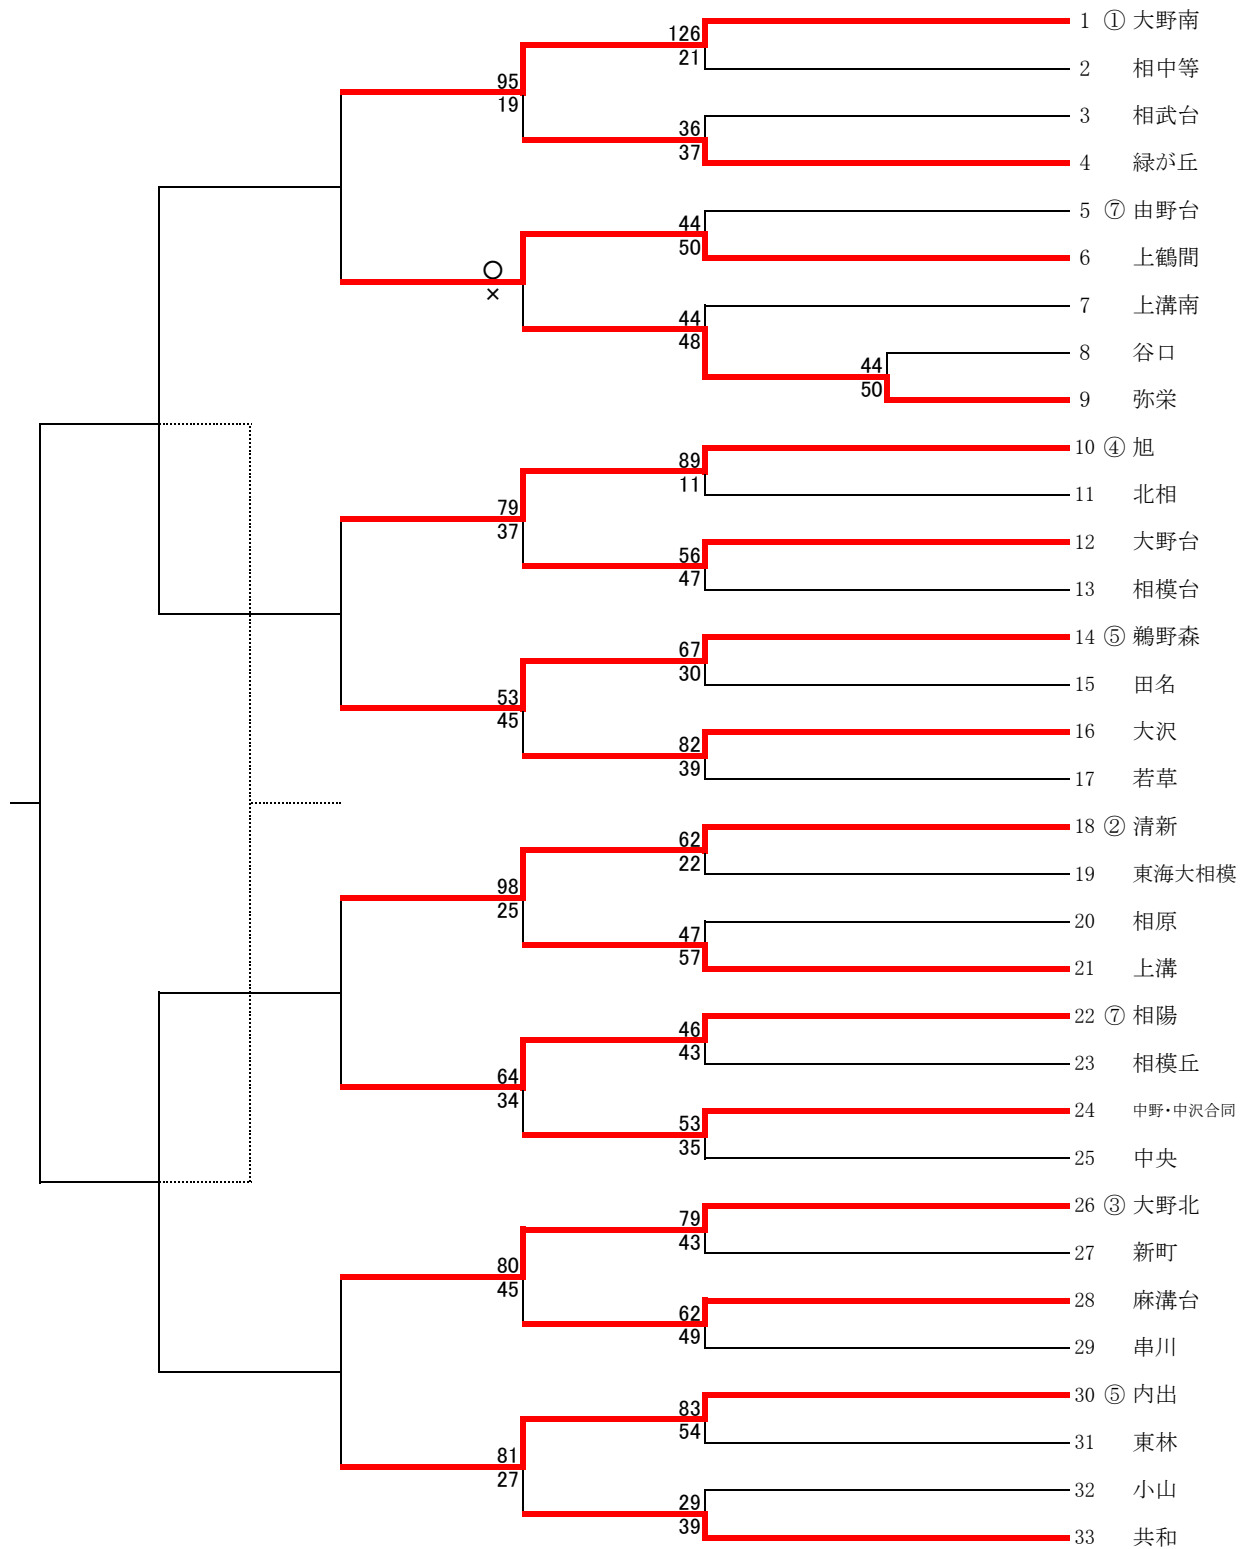 1 ① 大野南
126
21
2 相中等
95
19
3 相武台
36
37
4 緑が丘
5 ⑦ 由野台
44
50
6 上鶴間
○
×
7 上溝南
44
48
8 谷口
44
50
9 弥栄
10 ④ 旭
89
11
11 北相
79
37
12 大野台
56
47
13 相模台
14 ⑤ 鵜野森
67
30
15 田名
53
45
16 大沢
82
39
17 若草
18 ② 清新
62
22
19 東海大相模
98
25
20 相原
47
57
21 上溝
22 ⑦ 相陽
46
43
23 相模丘
64
34
24 中野・中沢合同
53
35
25 中央
26 ③ 大野北
79
43
27 新町
80
45
28 麻溝台
62
49
29 串川
30 ⑤ 内出
83
54
31 東林
81
27
32 小山
29
39
33 共和